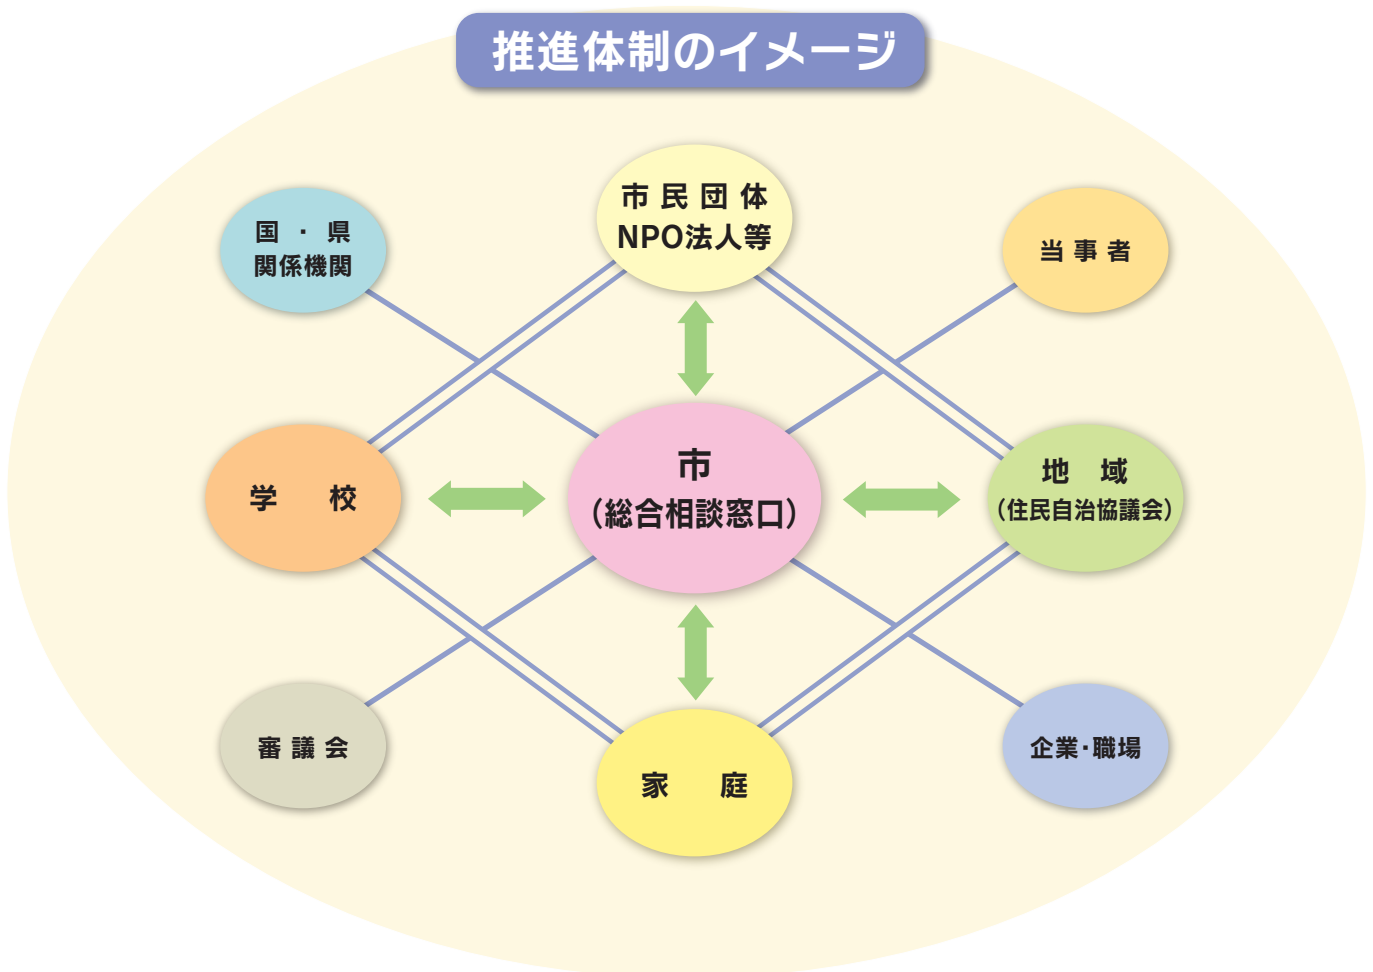 推進体制のイメージ
市民団体
NPO法人等
国・県
関係機関
当事者
市
（総合相談窓口）
学校
地域
（住民自治協議会）
審議会
家庭
企業・職場